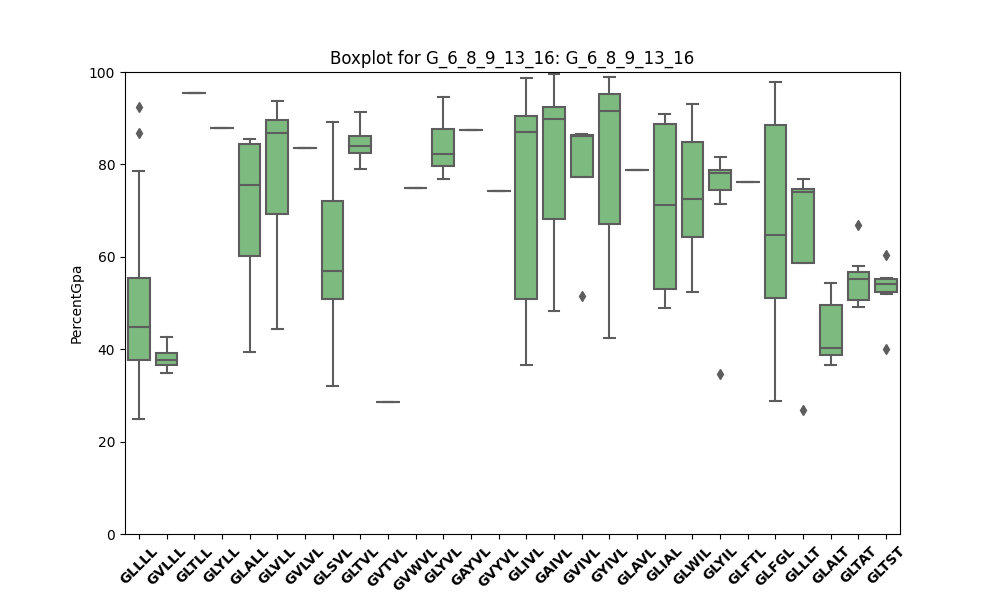 Boxplot for G_6_8_9_13_16: G_6_8_9_13_16
100
80
60
40
20
0
PercentGpa
GLLLL
GVLLL
GLTLL
GLYLL
GLALL
GLVLL
GVLVL
GLSVL
GLTVL
GVTVL
GVWVL
GLYVL
GAYVL
GVYVL
GLIVL
GAIVL
GVIVL
GYIVL
GLAVL
GLIAL
GLWIL
GLYIL
GLFTL
GLFGL
GLLLT
GLALT
GLTAT
GLTST